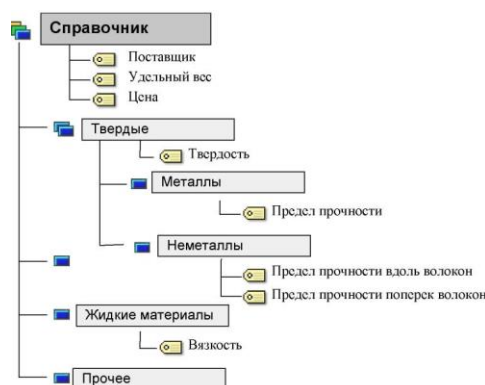 Справочник
Поставщик
Удельный вес
Цена
Твердые
Твердость
Металлы
Предел прочности
Неметаллы
Предел прочности вдоль волокон
Предел прочности поперек волокон
Жидкие материалы
Вязкость
Прочее